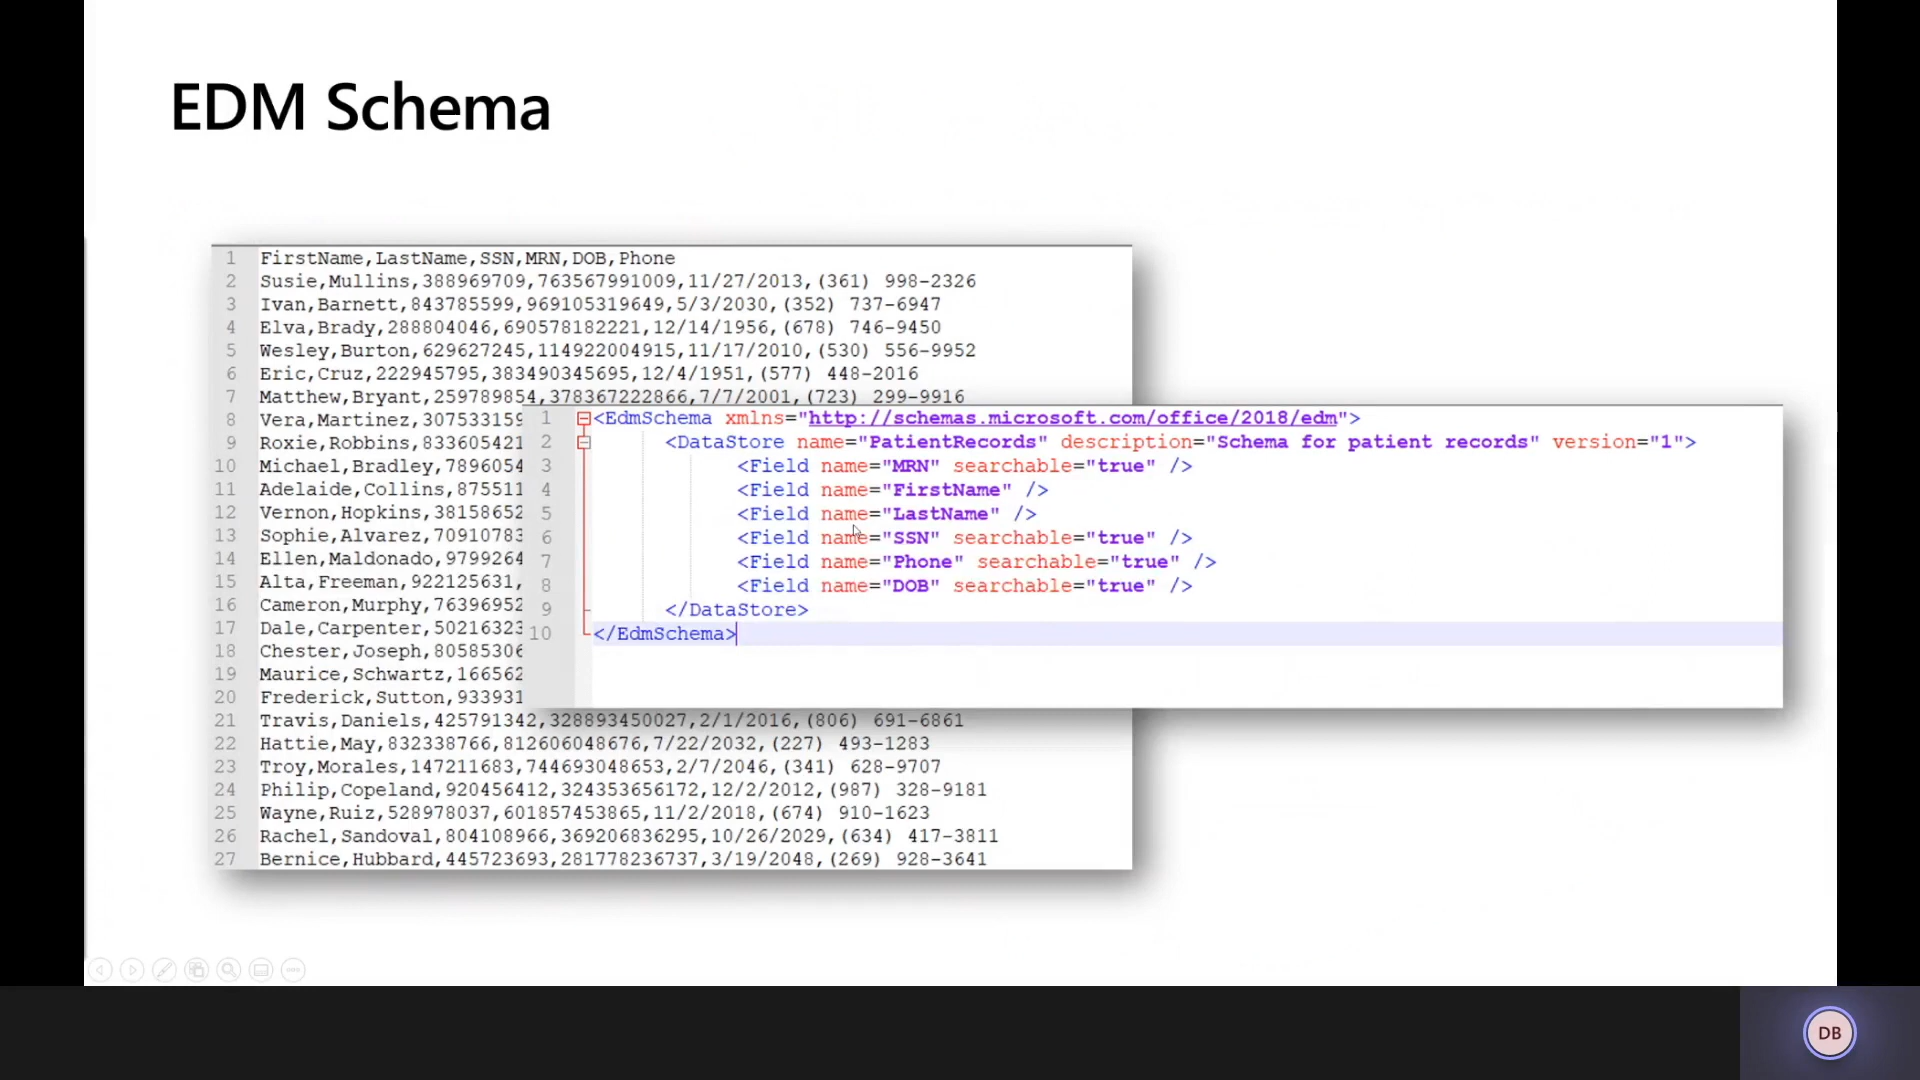 EDM Schema
1 FirstName,LastName,SSN,MRN,DOB,Phone
2 Susie,Mullins,388969709,763567991009,11/27/2013,(361) 998-2326
3 Ivan,Barnett,843785599,969105319649,5/3/2030,(352) 737-6947
4 Elva,Brady,288804046,690578182221,12/14/1956,(678) 746-9450
5 Wesley,Burton,629627245,114922004915,11/17/2010,(530) 556-9952
6 Eric,Cruz,222945795,383490345695,12/4/1951,(577) 448-2016
7 Matthew,Bryant,259789854,378367222866,7/7/2001,(723) 299-9916
8 Vera,Martinez,307533159
9 Roxie,Robbins,833605421
10 Michael,Bradley,7896054
11 Adelaide,Collins,875511
12 Vernon,Hopkins,38158652
13 Sophie,Alvarez,70910783
14 Ellen,Maldonado,9799264
15 Alta,Freeman,922125631,
16 Cameron,Murphy,76396952
17 Dale,Carpenter,50216323
18 Chester,Joseph,80585306
19 Maurice,Schwartz,166562
20 Frederick,Sutton,933931
21 Travis,Daniels,425791342,328893450027,2/1/2016,(806) 691-6861
22 Hattie,May,832338766,812606048676,7/22/2032,(227) 493-1283
23 Troy,Morales,147211683,744693048653,2/7/2046,(341) 628-9707
24 Philip,Copeland,920456412,324353656172,12/2/2012,(987) 328-9181
25 Wayne,Ruiz,528978037,601857453865,11/2/2018,(674) 910-1623
26 Rachel,Sandoval,804108966,369206836295,10/26/2029,(634) 417-3811
27 Bernice,Hubbard,445723693,281778236737,3/19/2048,(269) 928-3641
1 <EdmSchema xmlns="http://schemas.microsoft.com/office/2018/edm">
2 <DataStore name="PatientRecords" description="Schema for patient records" version="1">
3 <Field name="MRN" searchable="true" />
4 <Field name="FirstName" />
5 <Field name="LastName" />
6 <Field name="SSN" searchable="true" />
7 <Field name="Phone" searchable="true" />
8 <Field name="DOB" searchable="true" />
9 </DataStore>
10 </EdmSchema>
DB